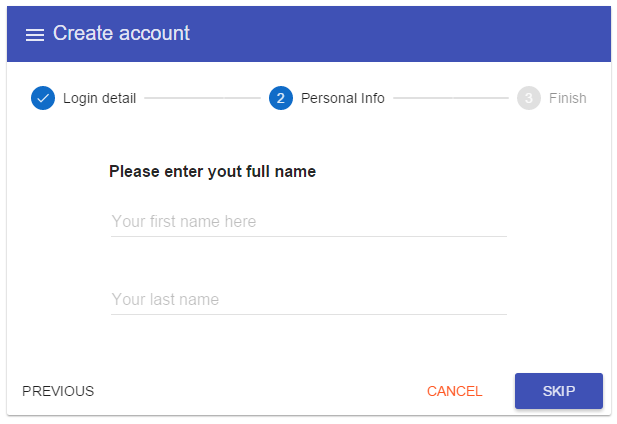 Create account
Login detail 2 Personal Info 3 Finish
Please enter yout full name
Your first name here
Your last name
PREVIOUS CANCEL SKIP